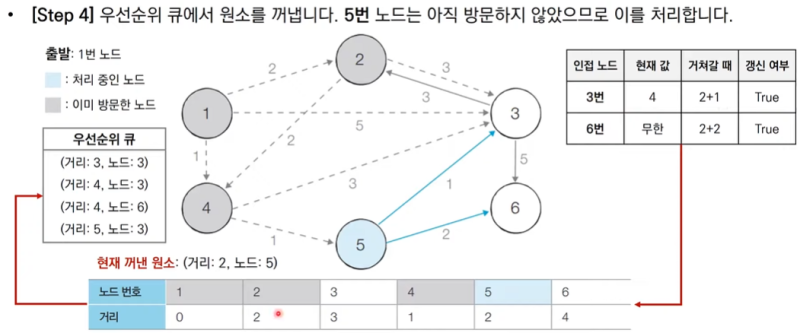 • [Step 4] 우선순위 큐에서 원소를 꺼냅니다. 5번 노드는 아직 방문하지 않았으므로 이를 처리합니다.
출발: 1번 노드
: 처리 중인 노드
: 이미 방문한 노드
우선순위 큐
(거리: 3, 노드: 3)
(거리: 4, 노드: 3)
(거리: 4, 노드: 6)
(거리: 5, 노드: 3)
1
2
3
4
5
6
2
3
3
5
2
1
3
1
1
2
5
인접 노드 현재 값 거쳐갈 때 갱신 여부
3번 4 2+1 True
6번 무한 2+2 True
현재 꺼낸 원소: (거리: 2, 노드: 5)
노드 번호 1 2 3 4 5 6
거리 0 2 3 1 2 4